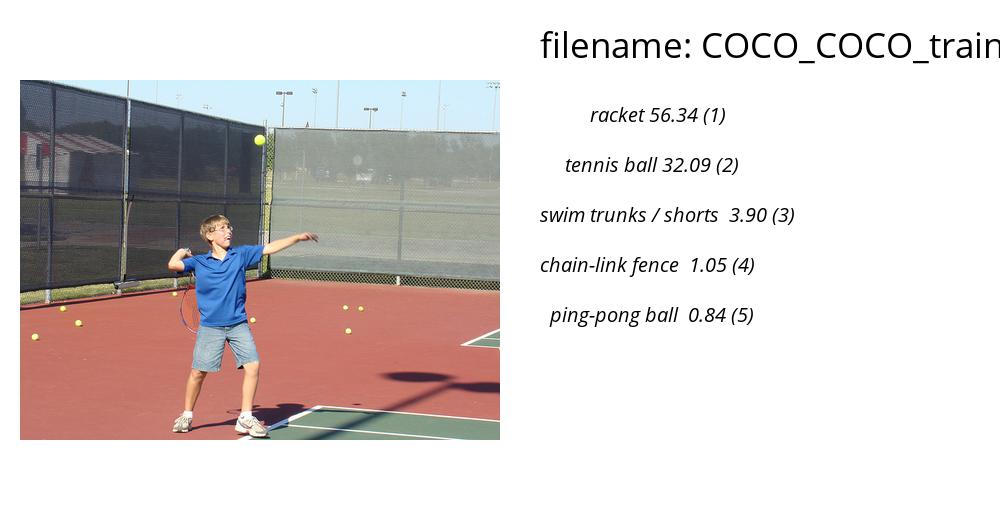 filename: COCO_COCO_train
racket 56.34 (1)
tennis ball 32.09 (2)
swim trunks / shorts 3.90 (3)
chain-link fence 1.05 (4)
ping-pong ball 0.84 (5)